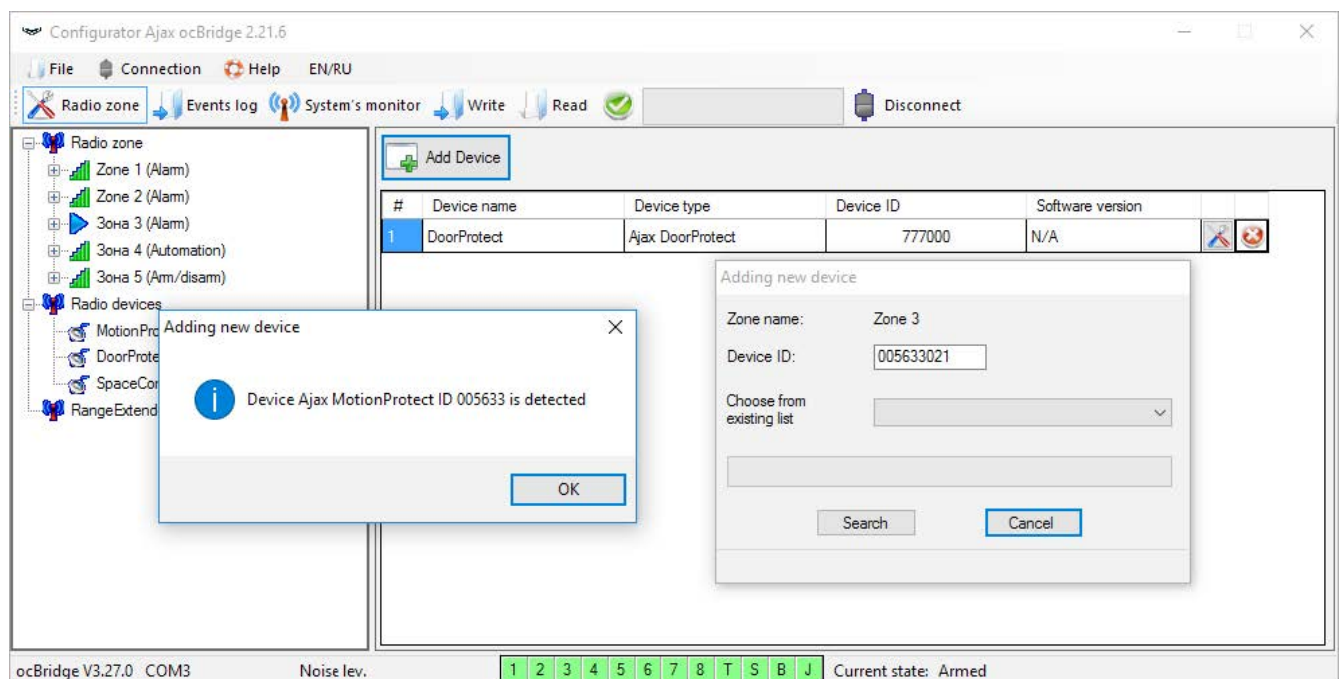 Configurator Ajax ocBridge 2.21.6
File Connection Help EN/RU
Radio zone Events log System's monitor Write Read Disconnect
Radio zone
Zone 1 (Alarm)
Zone 2 (Alarm)
Зона 3 (Alarm)
Зона 4 (Automation)
Зона 5 (Arm/disarm)
Radio devices
MotionPro
DoorProte
SpaceCon
RangeExtend
Add Device
# Device name Device type Device ID Software version
1 DoorProtect Ajax DoorProtect 777000 N/A
Adding new device
Device Ajax MotionProtect ID 005633 is detected
OK
Adding new device
Zone name: Zone 3
Device ID: 005633021
Choose from
existing list
Search Cancel
ocBridge V3.27.0 COM3 Noise lev. 1 2 3 4 5 6 7 8 T S B J Current state: Armed